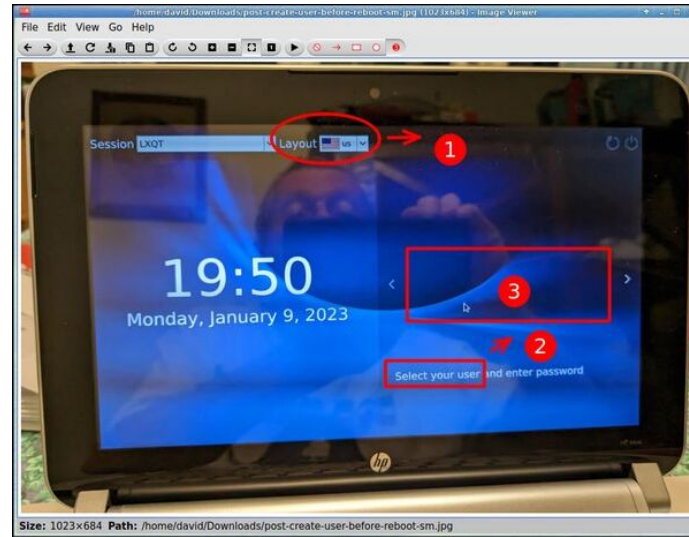 /home/david/Downloads/post-create-user-before-reboot-sm.jpg (1023x684) - Image Viewer
File Edit View Go Help
Session LXQT Layout us
1
19:50
3
Monday, January 9, 2023
2
Select your user and enter password
hp
Size: 1023×684 Path: /home/david/Downloads/post-create-user-before-reboot-sm.jpg